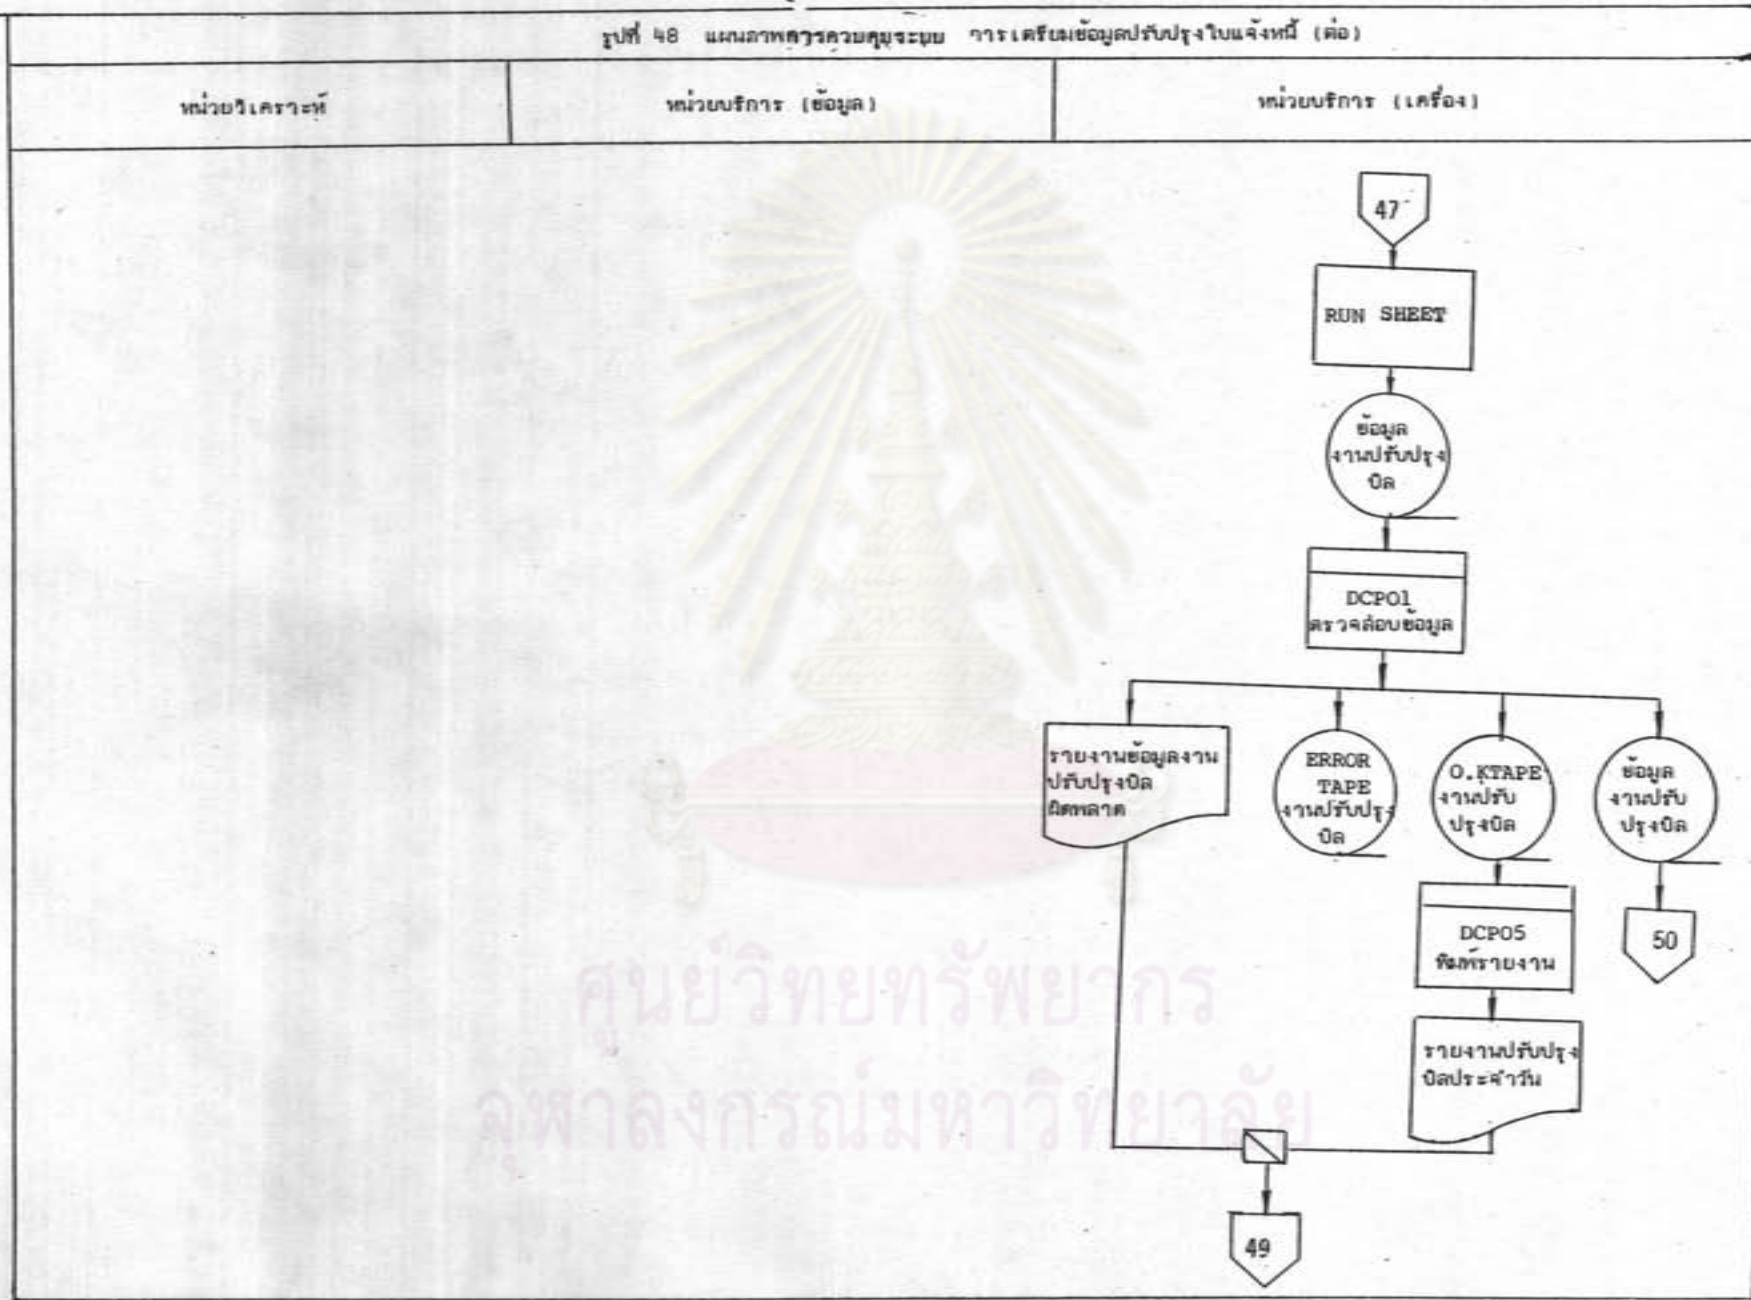 รูปที่ 48 แผนภาพการควบคุมระบบ การเตรียมข้อมูลปรับปรุงใบแจ้งหนี้ (ต่อ)
หน่วยวิเคราะห์
หน่วยบริการ (ข้อมูล)
หน่วยบริการ (เครื่อง)
47
RUN SHEET
ข้อมูล
งานปรับปรุง
บิล
DCPO1
ตรวจสอบข้อมูล
รายงานข้อมูลงาน
ปรับปรุงบิล
ผิดพลาด
ERROR
TAPE
งานปรับปรุง
บิล
O.KTAPE
งานปรับ
ปรุงบิล
ข้อมูล
งานปรับ
ปรุงบิล
DCPO5
พิมพ์รายงาน
50
รายงานปรับปรุง
บิลประจำวัน
49
ศูนย์วิทยทรัพยากร
จุฬาลงกรณ์มหาวิทยาลัย